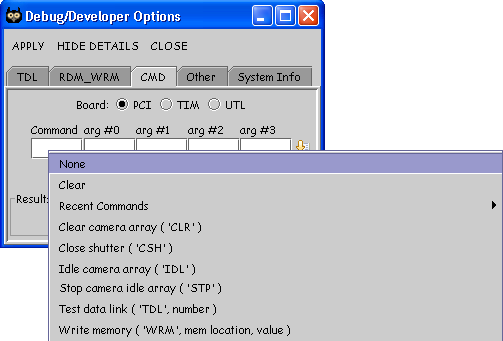 Debug/Developer Options
APPLY HIDE DETAILS CLOSE
TDL RDM_WRM CMD Other System Info
Board: PCI TIM UTL
Command arg #0 arg #1 arg #2 arg #3
None
Clear
Results
Recent Commands
Clear camera array ( 'CLR' )
Close shutter ( 'CSH' )
Idle camera array ( 'IDL' )
Stop camera idle array ( 'STP' )
Test data link ( 'TDL', number )
Write memory ( 'WRM', mem location, value )